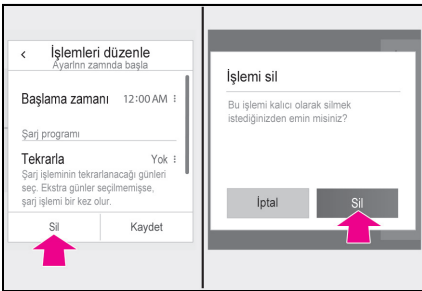 İşlemleri düzenle
Ayarınn zamnda başla
Başlama zamanı 12:00 AM
Şarj programı
Tekrarla Yok
Şarj işleminin tekrarlanacağı günleri
seç. Ekstra günler seçilmemişse,
şarj işlemi bir kez olur.
Sil Kaydet
İşlemi sil
Bu işlemi kalıcı olarak silmek
istediğinizden emin misiniz?
İptal Sil